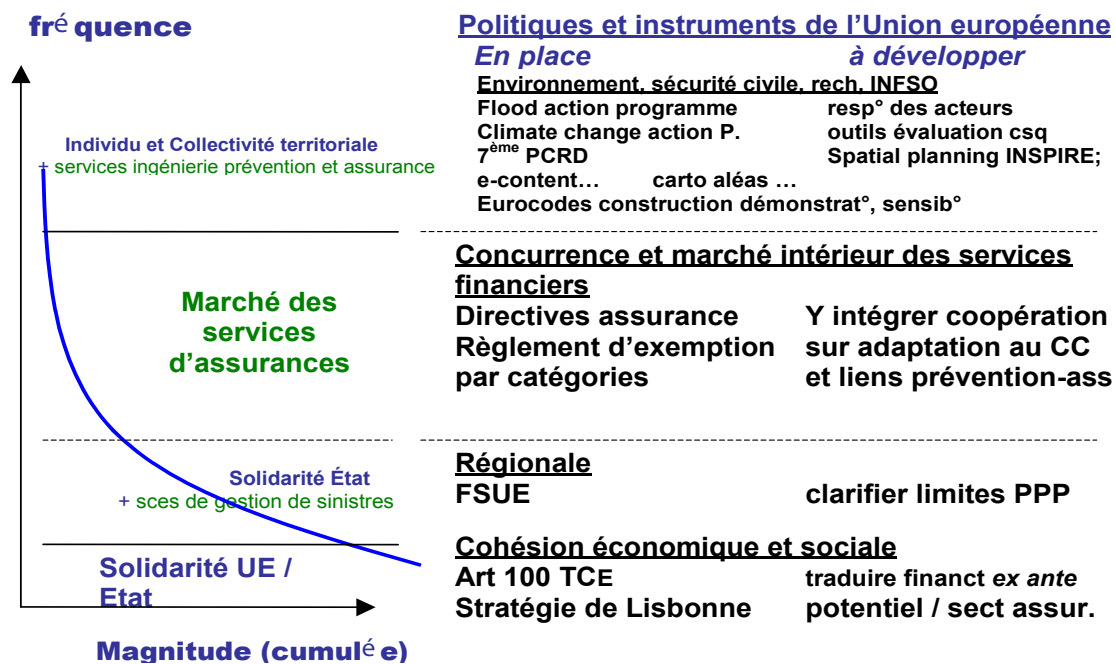 fré quence
Politiques et instruments de l'Union européenne
En place à développer
Environnement, sécurité civile, rech, INFSO
Flood action programme resp° des acteurs
Individu et Collectivité territoriale
Climate change action P. outils évaluation csq
+ services ingénierie prévention et assurance
7ème PCRD Spatial planning INSPIRE;
e-content… carto aléas …
Eurocodes construction démonstrat°, sensib°
Concurrence et marché intérieur des services
financiers
Marché des
services
d'assurances
Directives assurance Y intégrer coopération
Règlement d'exemption sur adaptation au CC
par catégories et liens prévention-ass
Solidarité État
+ sces de gestion de sinistres
Régionale
FSUE clarifier limites PPP
Solidarité UE /
Etat
Cohésion économique et sociale
Art 100 TCE traduire financt ex ante
Stratégie de Lisbonne potentiel / sect assur.
Magnitude (cumulé e)